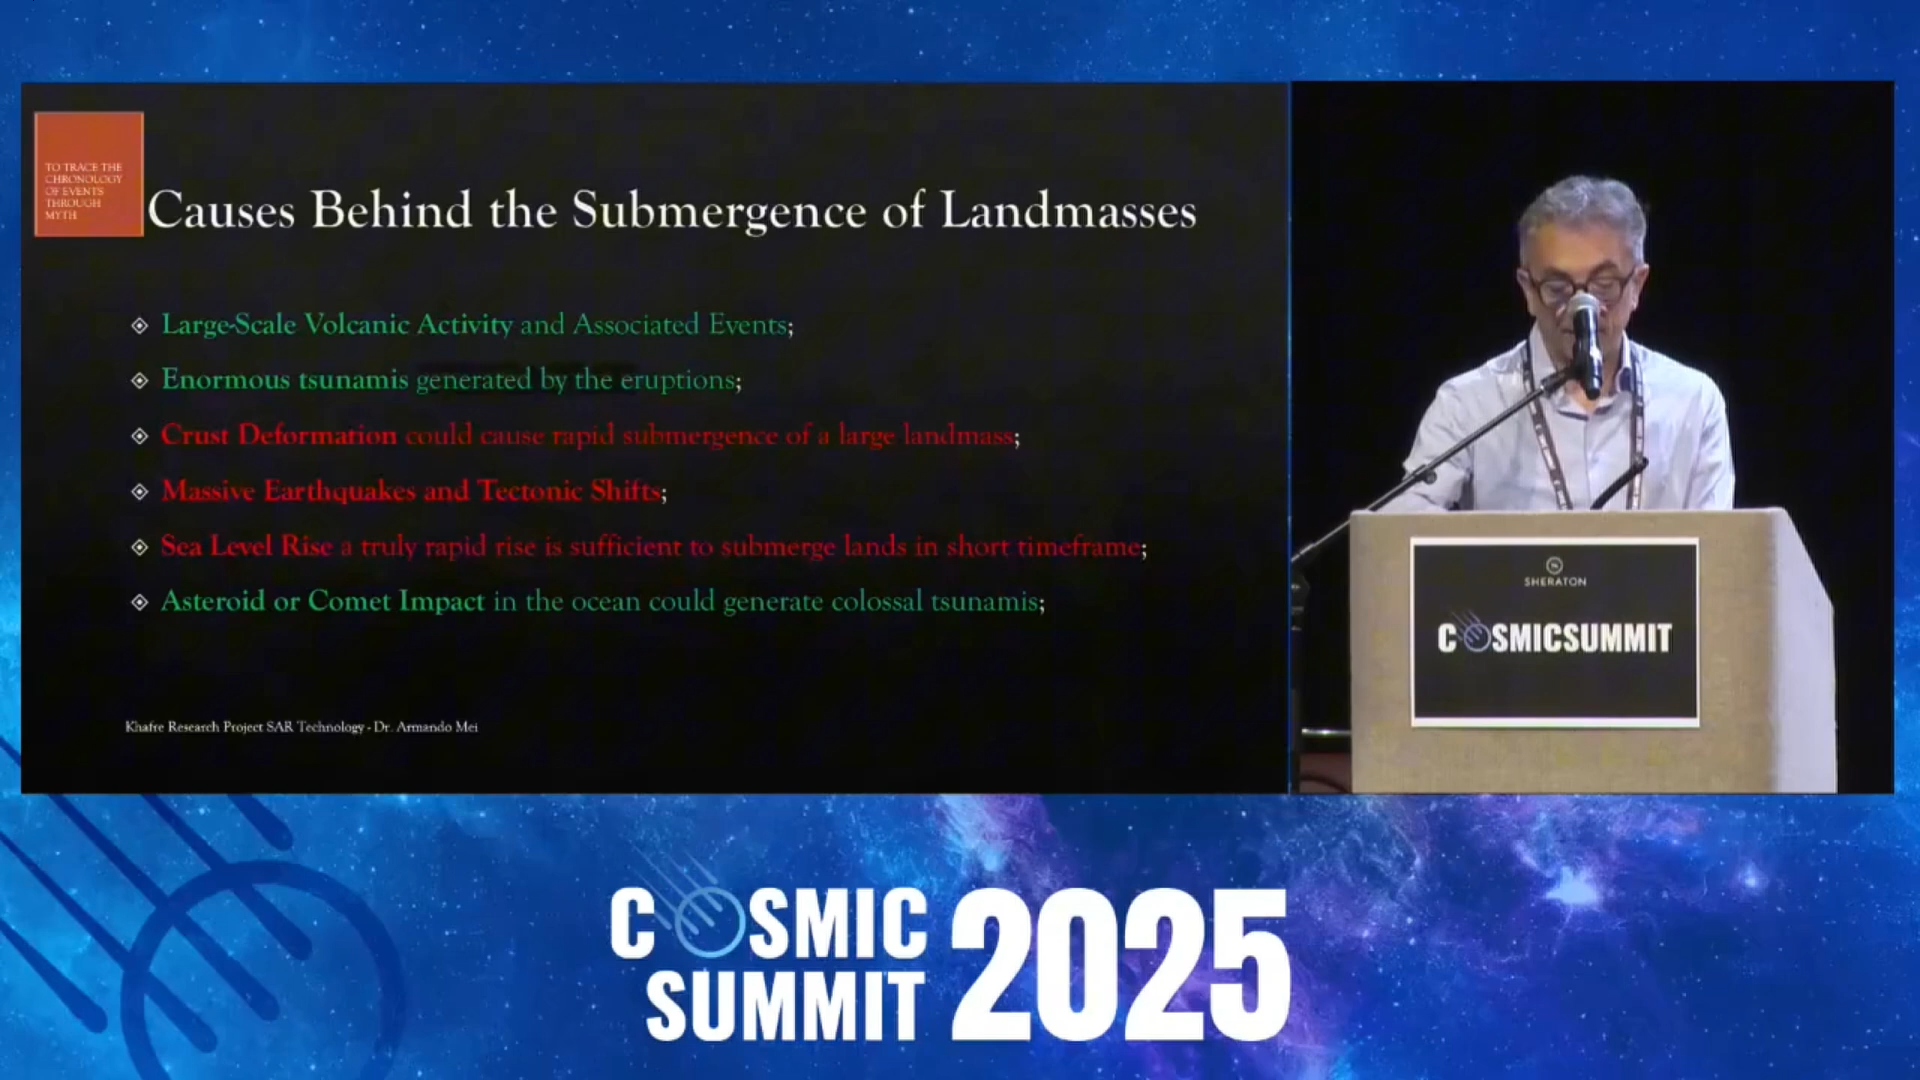 TO TRACE THE
CHRONOLOGY
OF EVENTS
THROUGH
MYTH
Causes Behind the Submergence of Landmasses
Large-Scale Volcanic Activity and Associated Events;
Enormous tsunamis generated by the eruptions;
Crust Deformation could cause rapid submergence of a large landmass;
Massive Earthquakes and Tectonic Shifts;
Sea Level Rise a truly rapid rise is sufficient to submerge lands in short timeframe;
Asteroid or Comet Impact in the ocean could generate colossal tsunamis;
Khafre Research Project SAR Technology - Dr. Armando Mei
SHERATON
COSMICSUMMIT
COSMIC
SUMMIT
2025